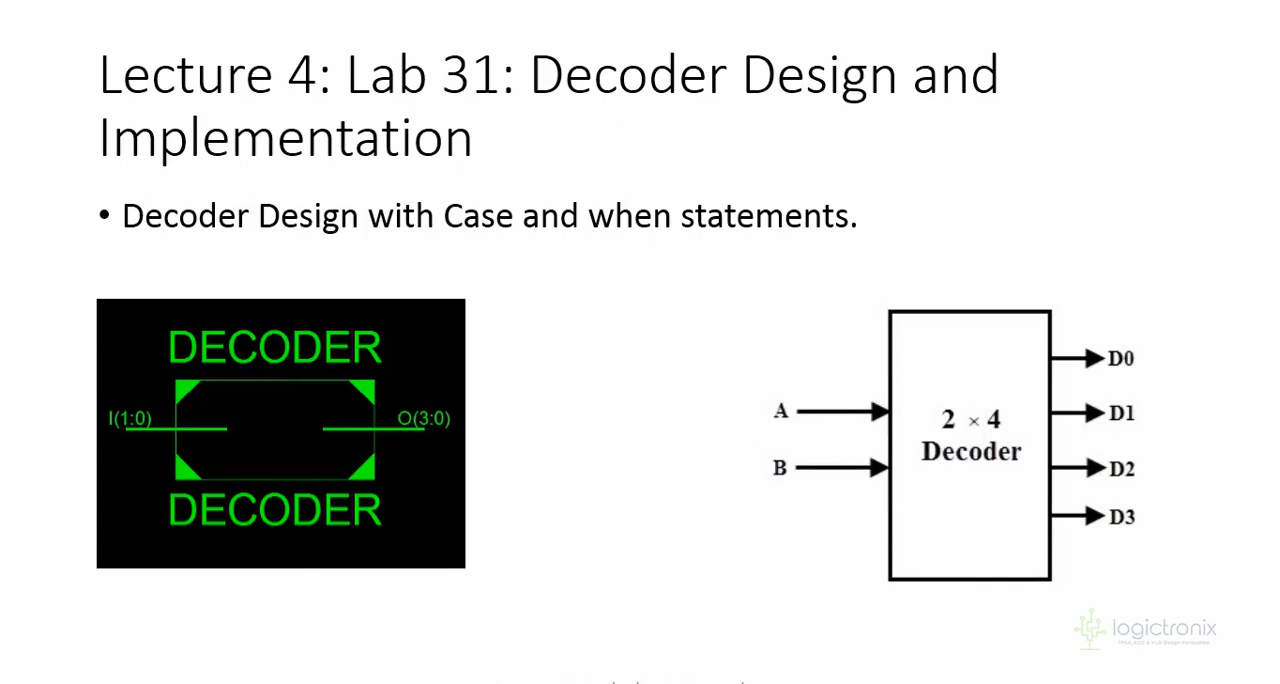 Lecture 4: Lab 31: Decoder Design and
Implementation
• Decoder Design with Case and when statements.
DECODER
I(1:0)
O(3:0)
DECODER
A
B
2 × 4
Decoder
D0
D1
D2
D3
logictronix